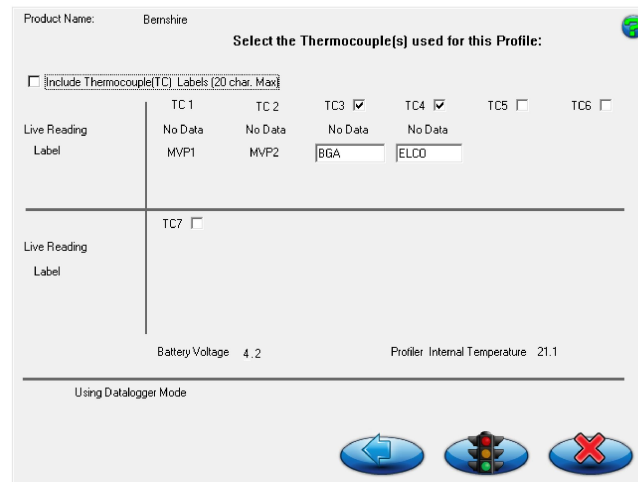 Product Name: Bernshire
Select the Thermocouple(s) used for this Profile:
Include Thermocouple(TC) Labels (20 char. Max)
TC 1 TC 2 TC3 TC4 TC5 TC6
Live Reading No Data No Data No Data No Data
Label MVP1 MVP2 BGA ELCO
TC7
Live Reading
Label
Battery Voltage 4.2 Profiler Internal Temperature 21.1
Using Datalogger Mode